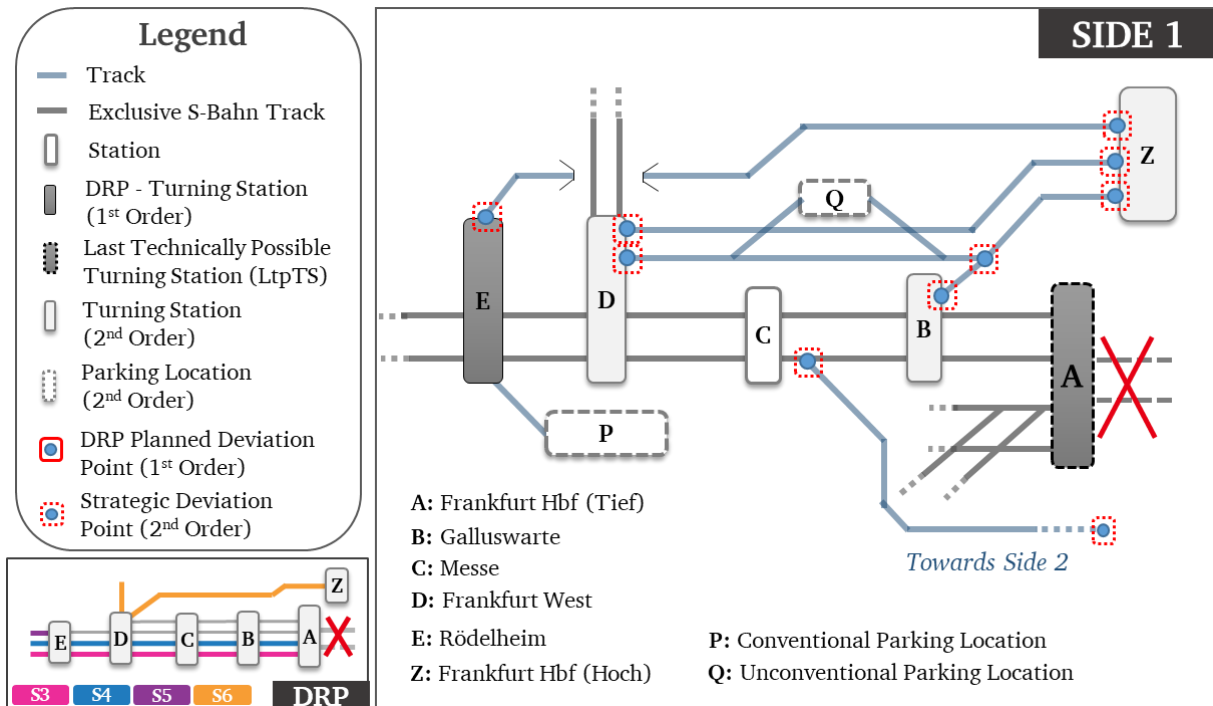 Legend
Track
Exclusive S-Bahn Track
Station
DRP - Turning Station
(1st Order)
Last Technically Possible
Turning Station (LtpTS)
Turning Station
(2nd Order)
Parking Location
(2nd Order)
DRP Planned Deviation
Point (1st Order)
Strategic Deviation
Point (2nd Order)
SIDE 1
Z
Q
E
D
C
B
A
P
A: Frankfurt Hbf (Tief)
B: Galluswarte
C: Messe
D: Frankfurt West
E: Rödelheim
Z: Frankfurt Hbf (Hoch)
Towards Side 2
P: Conventional Parking Location
Q: Unconventional Parking Location
Z
E D C B A
S3 S4 S5 S6 DRP